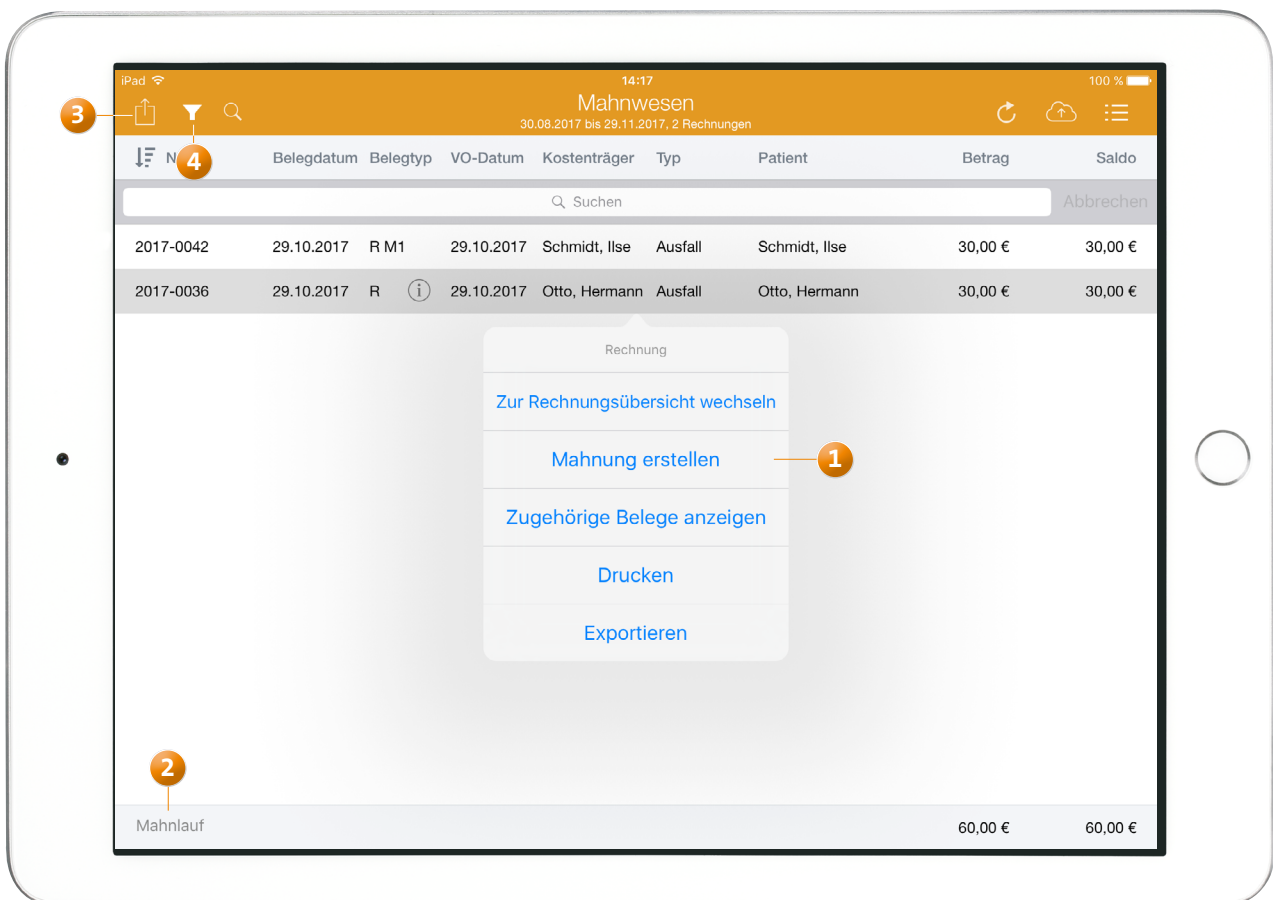 iPad 14:17 100 %
3 Mahnwesen
30.08.2017 bis 29.11.2017, 2 Rechnungen
4 Belegdatum Belegtyp VO-Datum Kostenträger Typ Patient Betrag Saldo
Suchen Abbrechen
2017-0042 29.10.2017 R M1 29.10.2017 Schmidt, Ilse Ausfall Schmidt, Ilse 30,00 € 30,00 €
2017-0036 29.10.2017 R i 29.10.2017 Otto, Hermann Ausfall Otto, Hermann 30,00 € 30,00 €
Rechnung
Zur Rechnungsübersicht wechseln
Mahnung erstellen 1
Zugehörige Belege anzeigen
Drucken
Exportieren
2
Mahnlauf 60,00 € 60,00 €